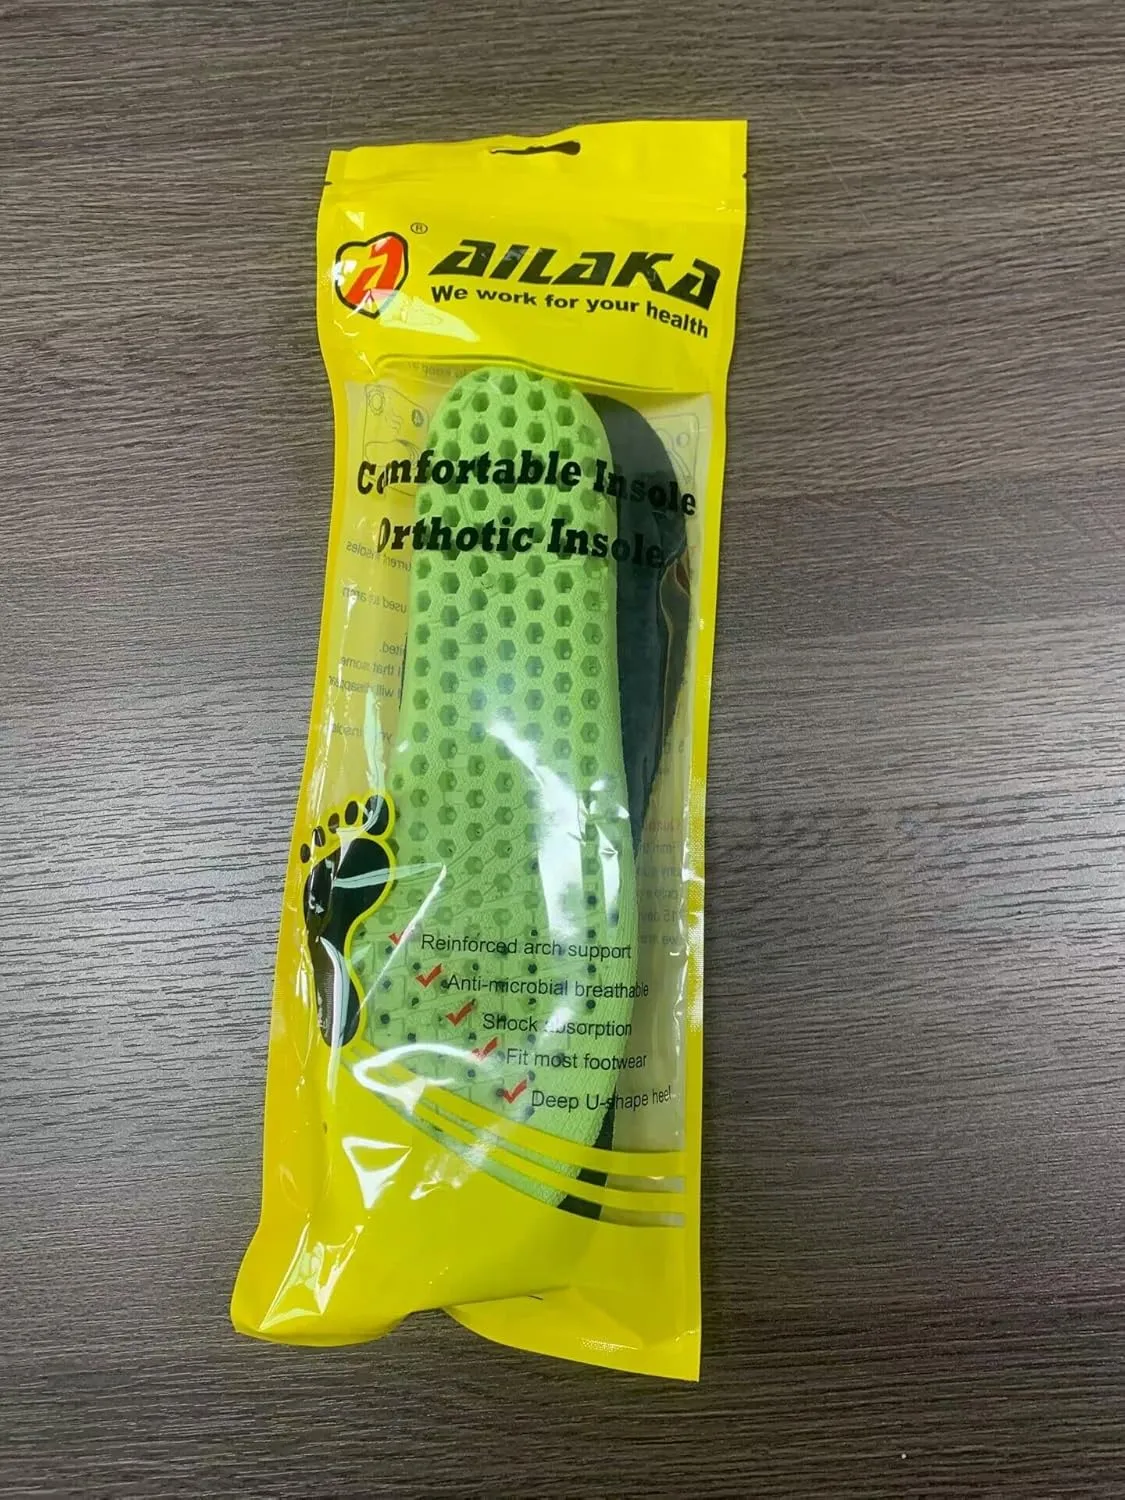 ®
AILAKA
We work for your health
Comfortable Insole
Orthotic Insole
Reinforced arch support
Anti-microbial breathable
Shock absorption
Fit most footwear
Deep U-shape heel